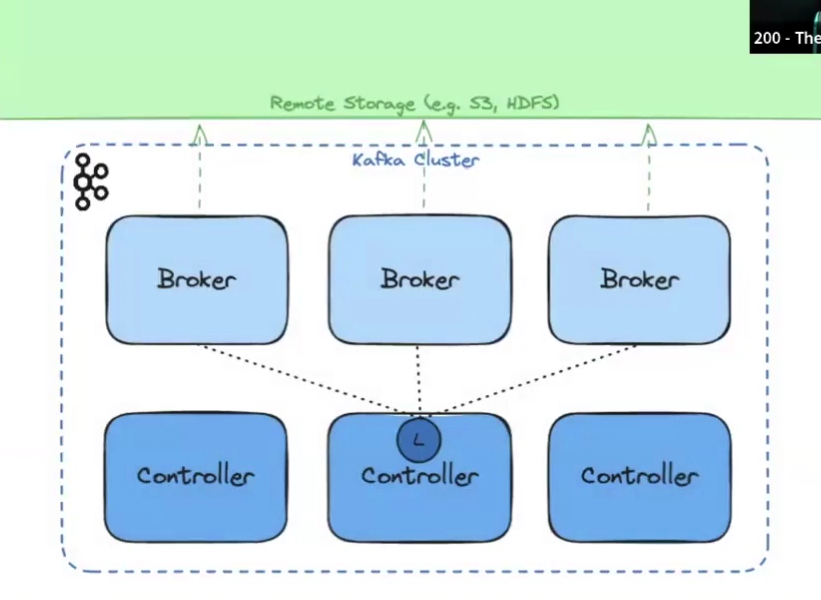 200 - The
Remote Storage (e.g. S3, HDFS)
Kafka Cluster
Broker
Broker
Broker
L
Controller
Controller
Controller